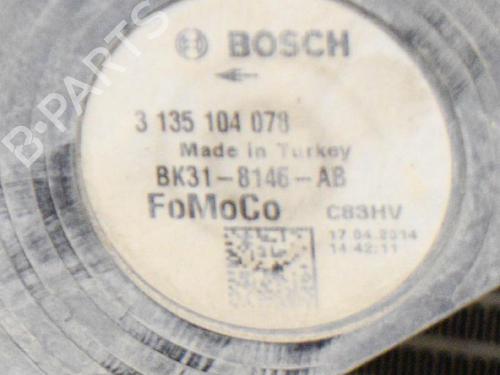 B-PARTS
BOSCH
3 135 104 078
Made in Turkey
BK31-8146-AB
FoMoCo C83HV
17.04.2014
14:42:11